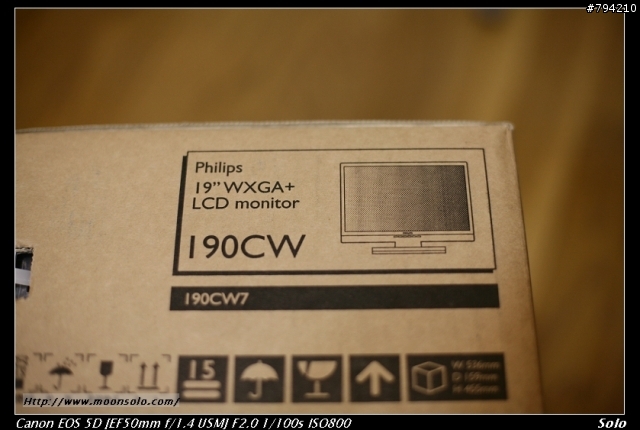 #794210
Philips
19" WXGA+
LCD monitor
190CW
190CW7
15
Http://www.moonsolo.com/
Canon EOS 5D [EF50mm f/1.4 USM] F2.0 1/100s ISO800
Solo